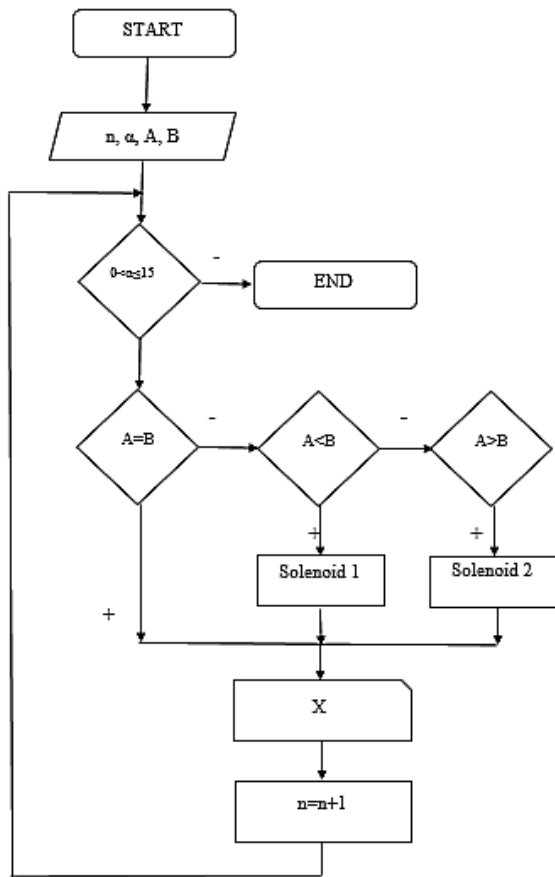 START
n, α, A, B
0<n≤15
-
END
A=B
-
A<B
-
A>B
+
+
Solenoid 1
Solenoid 2
+
X
n=n+1